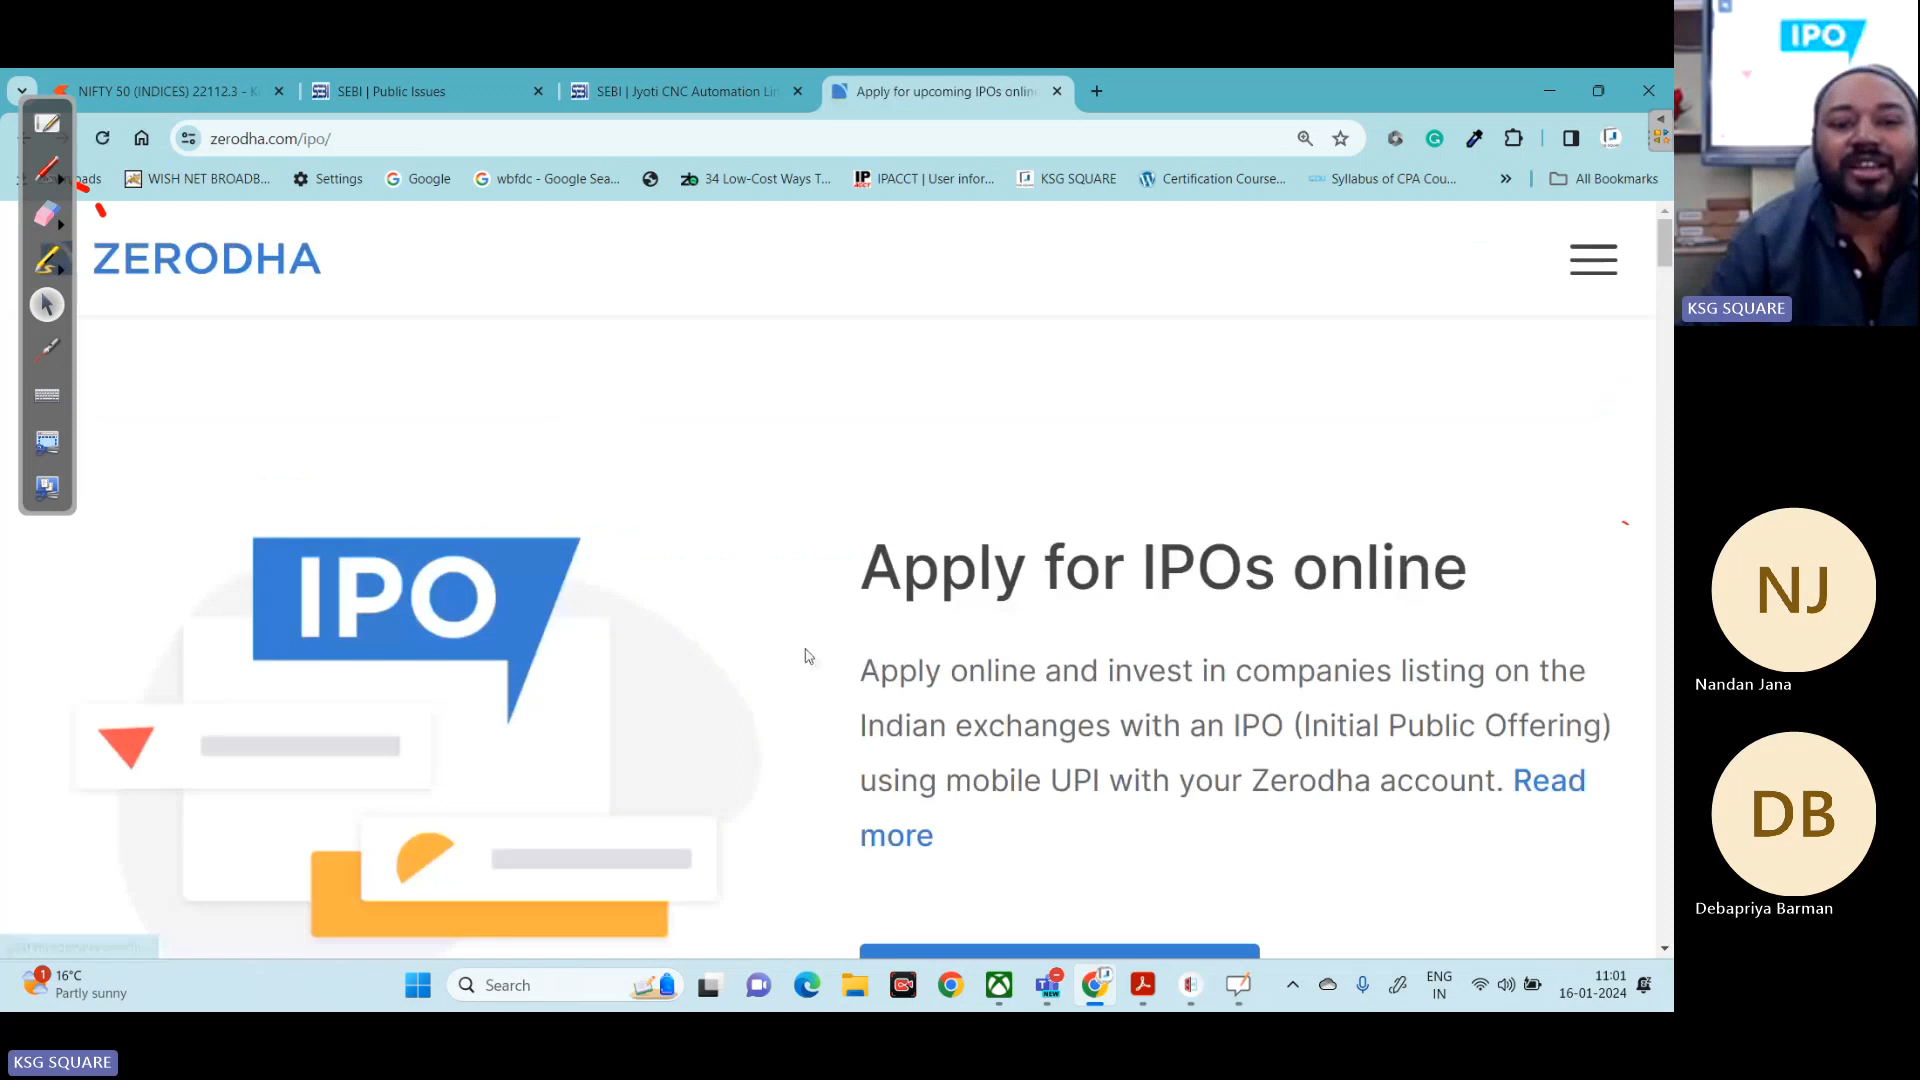 NIFTY 50 (INDICES) 22112.3 - K
SEBI | Public Issues
SEBI | Jyoti CNC Automation Lin
Apply for upcoming IPOs online
zerodha.com/ipo/
WISH NET BROADB...
Settings
Google
wbfdc - Google Sea...
34 Low-Cost Ways T...
IPACCT | User infor...
KSG SQUARE
Certification Course...
Syllabus of CPA Cou...
All Bookmarks
ZERODHA
IPO
Apply for IPOs online
Apply online and invest in companies listing on the
Indian exchanges with an IPO (Initial Public Offering)
using mobile UPI with your Zerodha account. Read
more
IPO
KSG SQUARE
NJ
Nandan Jana
DB
Debapriya Barman
1
16°C
Partly sunny
Search
NEW
ENG
IN
11:01
16-01-2024
KSG SQUARE